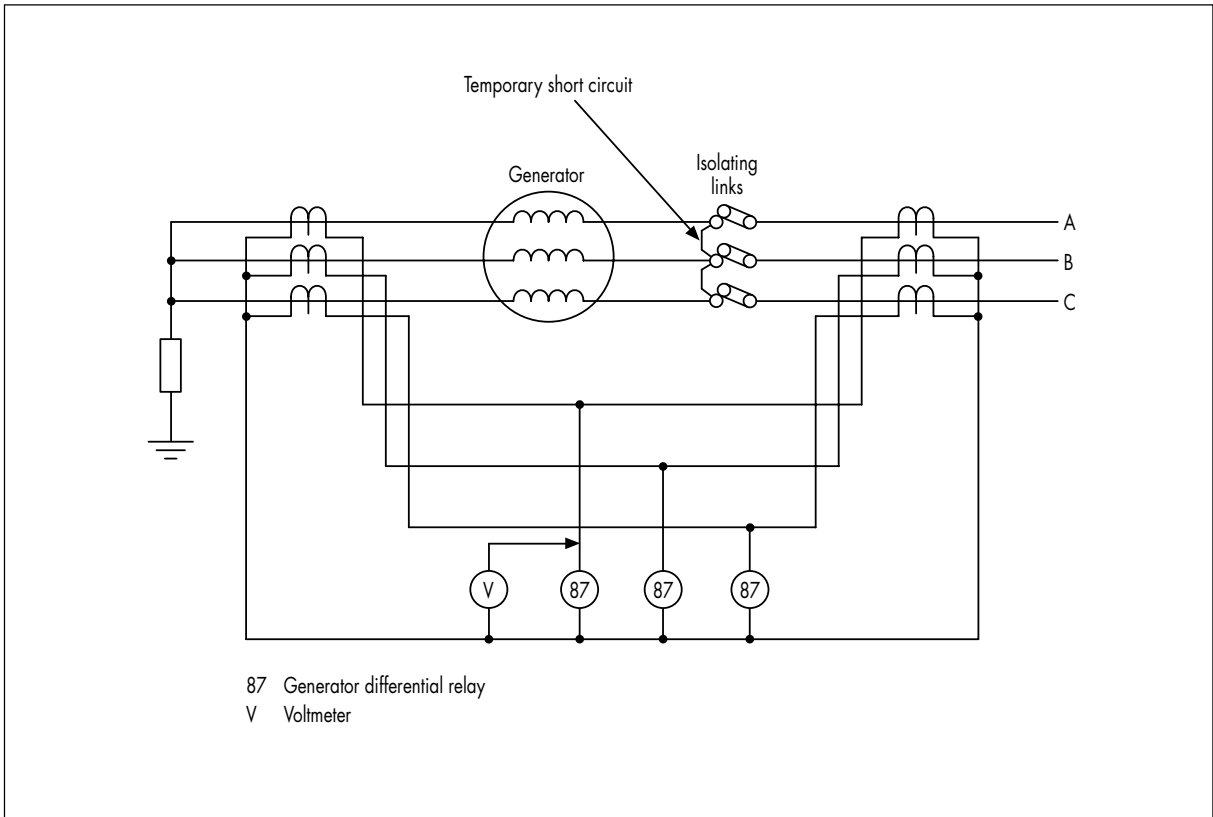 Temporary short circuit
Isolating
links
Generator
A
B
C
V
87
87
87
87 Generator differential relay
V Voltmeter